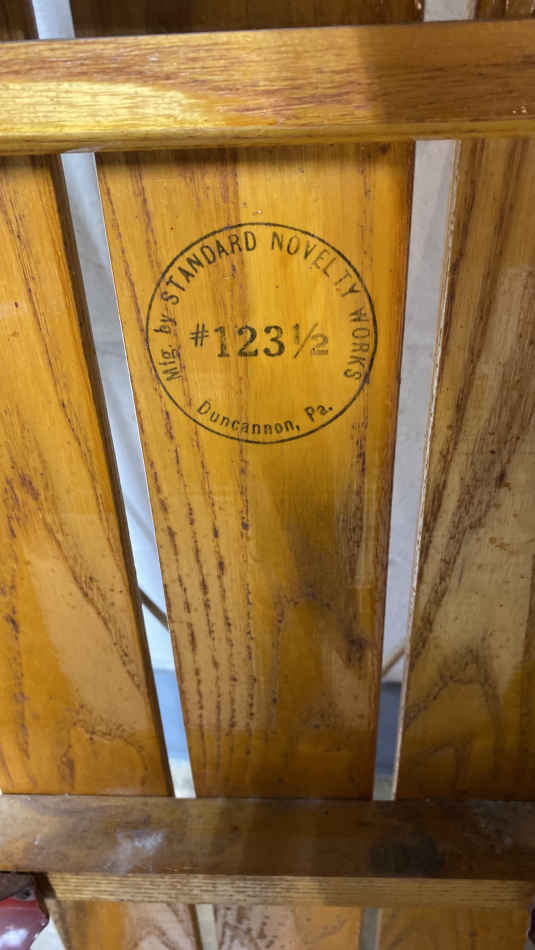 Mfg. by STANDARD NOVELTY WORKS
#123½
Duncannon, Pa.